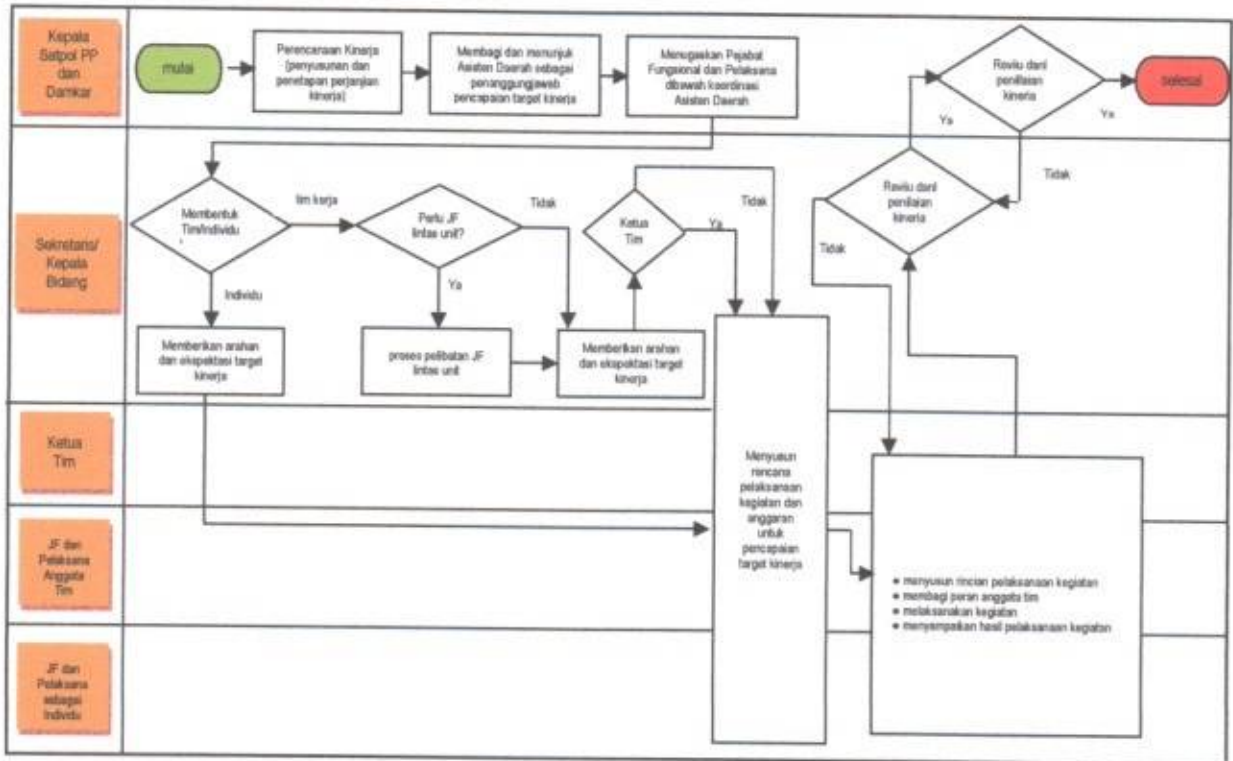 Kepala
Satpol PP
dan
Damkar
mulai
Perencanaan Kinerja
(penyusunan dan
penetapan perjanjian
kinerja)
Membagi dan menunjuk
Asisten Daerah sebagai
penanggungjawab
pencapaian target kinerja
Menugaskan Pejabat
Fungsional dan Pelaksana
dibawah koordinasi
Asisten Daerah
Reviu dani
penilaian
kinerja
Ya
Ya
selesai
Tidak
Sekretaris/
Kepala
Bidang
Membentuk
Tim/Individu
tim kerja
Individu
Perlu JF
lintas unit?
Tidak
Ya
Ketua
Tim
Tidak
Ya
Reviu dani
penilaian
kinerja
Tidak
Memberikan arahan
dan ekspektasi target
kinerja
proses pelibatan JF
lintas unit
Memberikan arahan
dan ekspektasi target
kinerja
Ketua
Tim
JF dan
Pelaksana
Anggota
Tim
JF dan
Pelaksana
sebagai
Individu
Menyusun
rencana
pelaksanaan
kegiatan dan
anggaran
untuk
pencapaian
target kinerja
• menyusun rincian pelaksanaan kegiatan
• membagi peran anggota tim
• melaksanakan kegiatan
• menyampaikan hasil pelaksanaan kegiatan